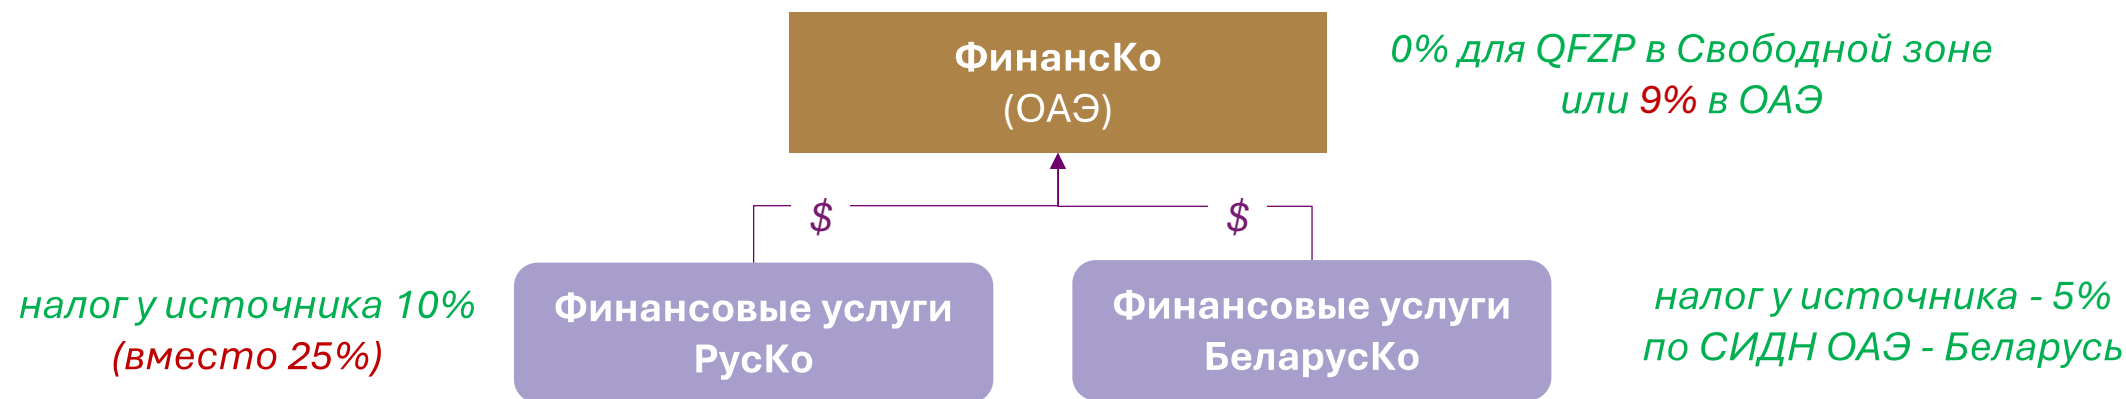 ФинансКо
(ОАЭ)
0% для QFZP в Свободной зоне
или 9% в ОАЭ
$
$
налог у источника 10%
(вместо 25%)
Финансовые услуги
РусКо
Финансовые услуги
БеларусКо
налог у источника - 5%
по СИДН ОАЭ - Беларусь